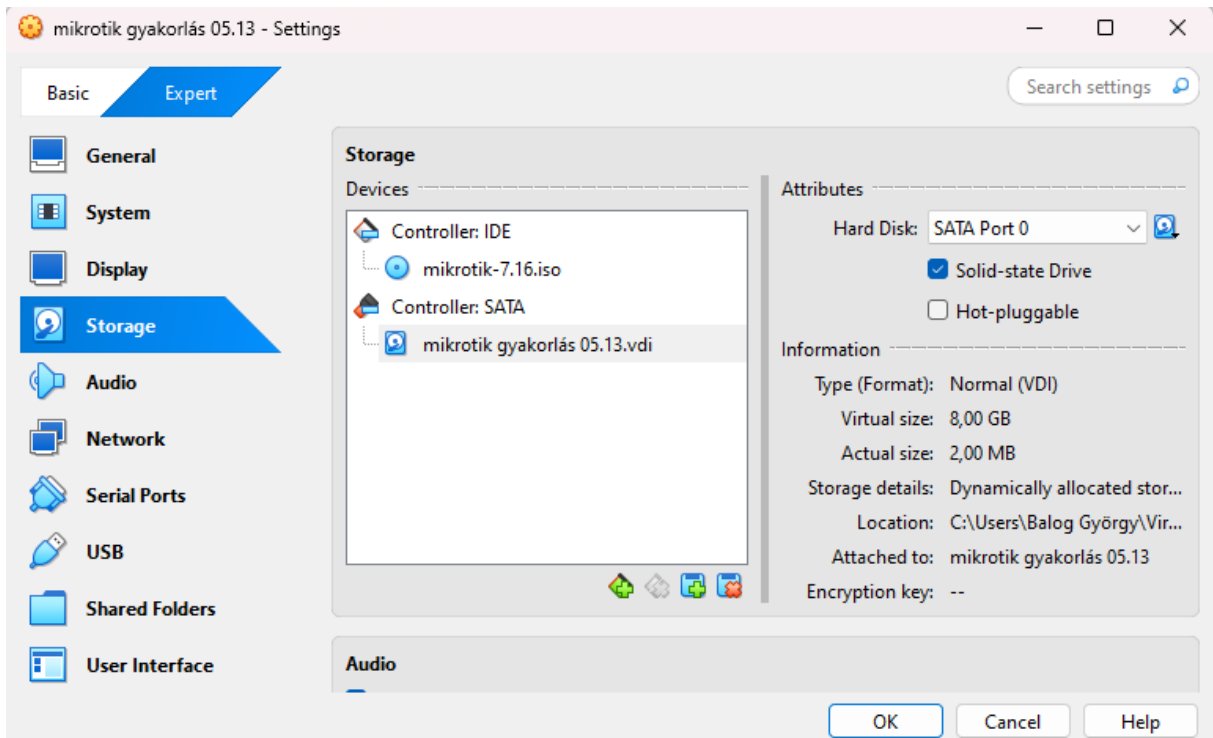 mikrotik gyakorlás 05.13 - Settings
Basic
Expert
Search settings
General
System
Display
Storage
Audio
Network
Serial Ports
USB
Shared Folders
User Interface
Storage
Devices
Controller: IDE
mikrotik-7.16.iso
Controller: SATA
mikrotik gyakorlás 05.13.vdi
Attributes
Hard Disk: SATA Port 0
Solid-state Drive
Hot-pluggable
Information
Type (Format): Normal (VDI)
Virtual size: 8,00 GB
Actual size: 2,00 MB
Storage details: Dynamically allocated stor...
Location: C:\Users\Balog György\Vir...
Attached to: mikrotik gyakorlás 05.13
Encryption key: --
Audio
OK
Cancel
Help